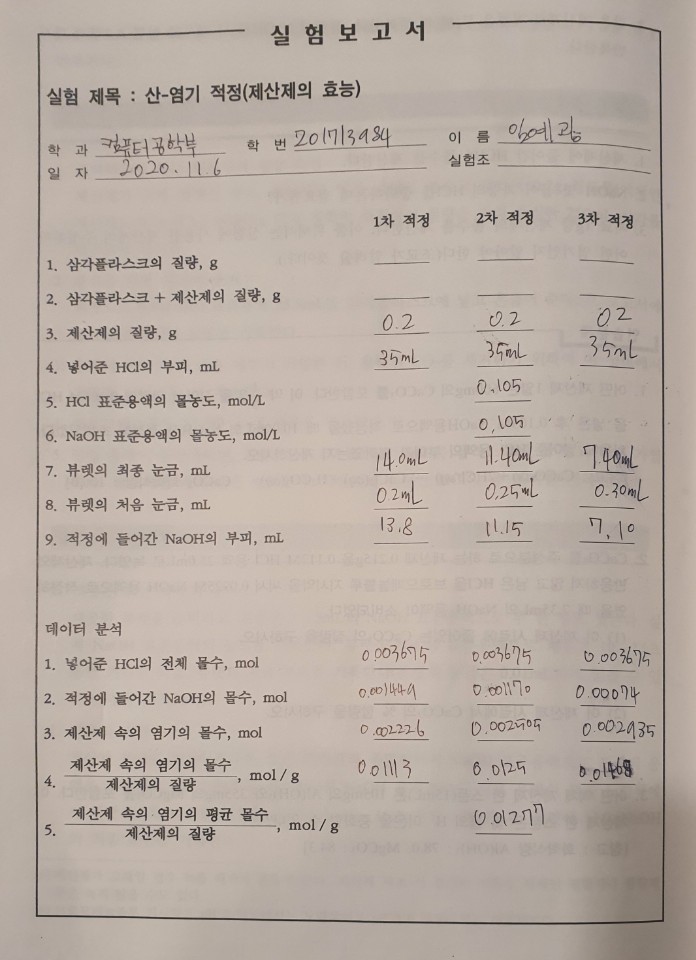 실험보고서
실험 제목 : 산-염기 적정(제산제의 효능)
학 과 컴퓨터공학부 학 번 201713984 이 름 임예광
일 자 2020.11.6 실험조
1차 적정 2차 적정 3차 적정
1. 삼각플라스크의 질량, g
2. 삼각플라스크 + 제산제의 질량, g
3. 제산제의 질량, g 0.2 0.2 02
4. 넣어준 HCl의 부피, mL 35mL 35mL 35mL
5. HCl 표준용액의 몰농도, mol/L 0.105
6. NaOH 표준용액의 몰농도, mol/L 0.105
7. 뷰렛의 최종 눈금, mL 14.0mL 11.40mL 7.40mL
8. 뷰렛의 처음 눈금, mL 0.2mL 0.25mL 0.30mL
9. 적정에 들어간 NaOH의 부피, mL 13.8 11.15 7.10
데이터 분석
1. 넣어준 HCl의 전체 몰수, mol 0.003675 0.003675 0.003675
2. 적정에 들어간 NaOH의 몰수, mol 0.001449 0.001170 0.00074
3. 제산제 속의 염기의 몰수, mol 0.002226 0.002505 0.002935
제산제 속의 염기의 몰수
4. , mol / g 0.01113 0.0125
제산제의 질량
제산제 속의 염기의 평균 몰수
5. , mol / g 0.01277
제산제의 질량